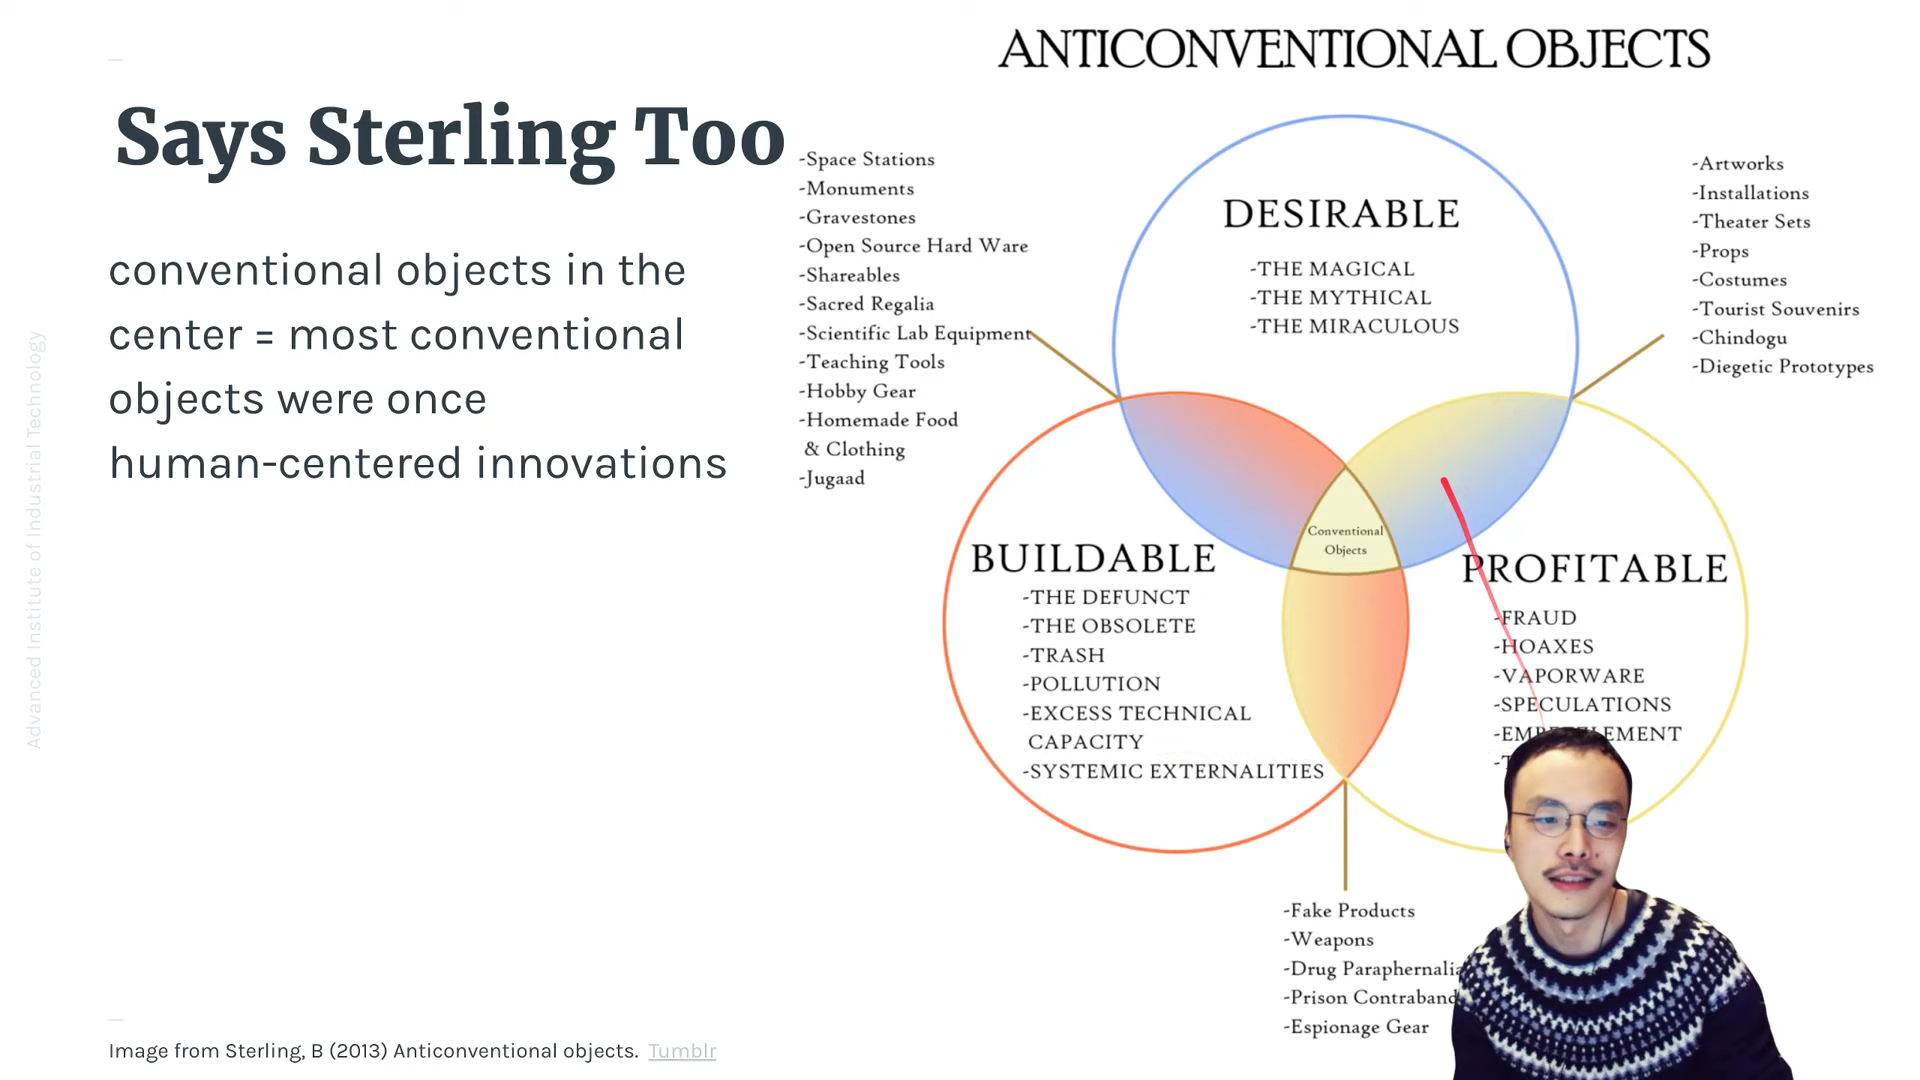 ANTICONVENTIONAL OBJECTS
Says Sterling Too
conventional objects in the
center = most conventional
objects were once
human-centered innovations
-Space Stations
-Monuments
-Gravestones
-Open Source Hard Ware
-Shareables
-Sacred Regalia
-Scientific Lab Equipment
-Teaching Tools
-Hobby Gear
-Homemade Food
& Clothing
-Jugaad
DESIRABLE
-THE MAGICAL
-THE MYTHICAL
-THE MIRACULOUS
-Artworks
-Installations
-Theater Sets
-Props
-Costumes
-Tourist Souvenirs
-Chindogu
-Diegetic Prototypes
Conventional
Objects
BUILDABLE
-THE DEFUNCT
-THE OBSOLETE
-TRASH
-POLLUTION
-EXCESS TECHNICAL
CAPACITY
-SYSTEMIC EXTERNALITIES
PROFITABLE
-FRAUD
-HOAXES
-VAPORWARE
-SPECULATIONS
-Fake Products
-Weapons
-Drug Paraphernalia
-Prison Contraband
-Espionage Gear
Advanced Institute of Industrial Technology
Image from Sterling, B (2013) Anticonventional objects. Tumblr